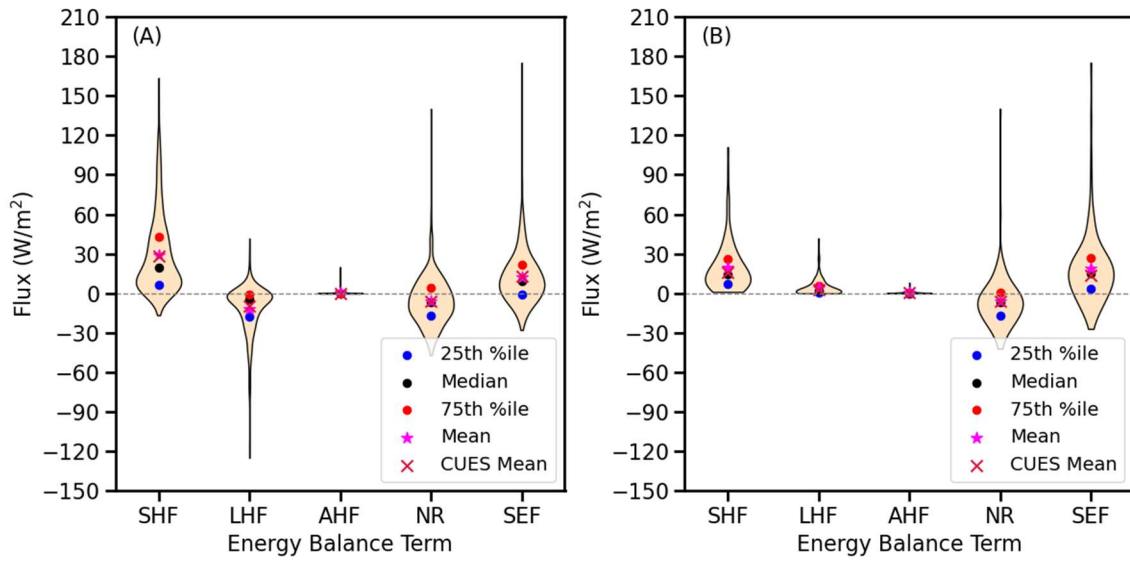 (A)
Flux (W/m²)
210
180
150
120
90
60
30
0
−30
−60
−90
−120
−150
25th %ile
Median
75th %ile
Mean
CUES Mean
SHF LHF AHF NR SEF
Energy Balance Term
(B)
Flux (W/m²)
210
180
150
120
90
60
30
0
−30
−60
−90
−120
−150
25th %ile
Median
75th %ile
Mean
CUES Mean
SHF LHF AHF NR SEF
Energy Balance Term